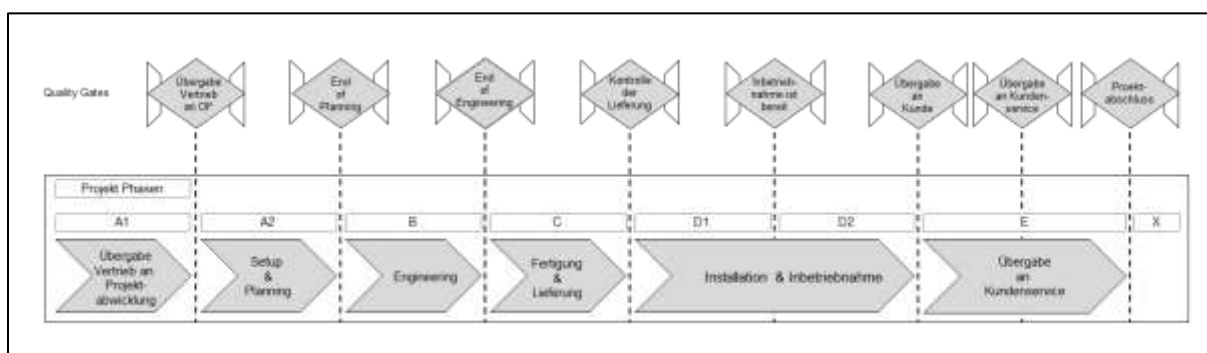 Quality Gates
Übergabe
Vertrieb
an OP
End
of
Planning
End
of
Engineering
Kontrolle
der
Lieferung
Inbetrieb-
nahme ist
bereit
Übergabe
an
Kunde
Übergabe
an Kunden-
service
Projekt-
abschluss
Projekt Phasen
A1
A2
B
C
D1
D2
E
X
Übergabe
Vertrieb an
Projekt-
abwicklung
Setup
&
Planning
Engineering
Fertigung
&
Lieferung
Installation & Inbetriebnahme
Übergabe
an
Kundenservice